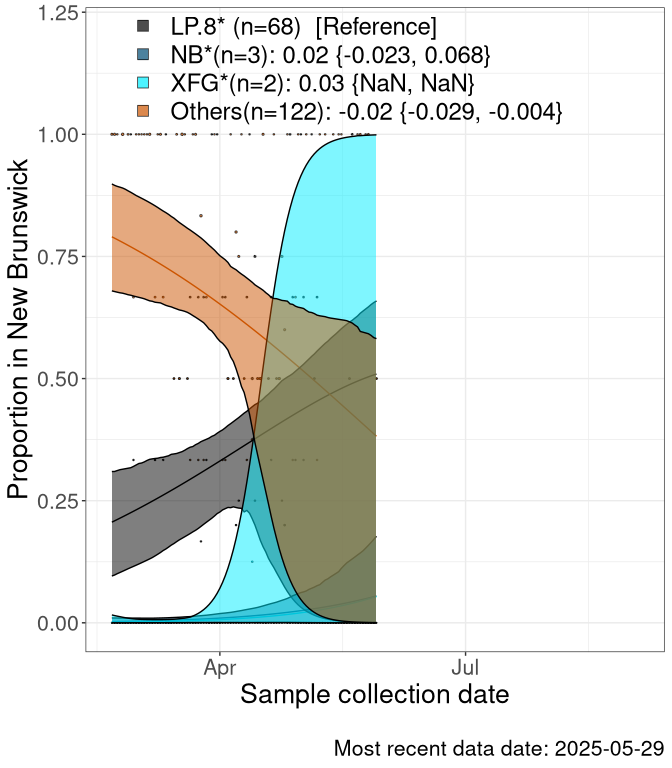 LP.8* (n=68)  [Reference]
NB*(n=3): 0.02 {-0.023, 0.068}
XFG*(n=2): 0.03 {NaN, NaN}
Others(n=122): -0.02 {-0.029, -0.004}
Proportion in New Brunswick
1.25
1.00
0.75
0.50
0.25
0.00
Apr Jul
Sample collection date
Most recent data date: 2025-05-29